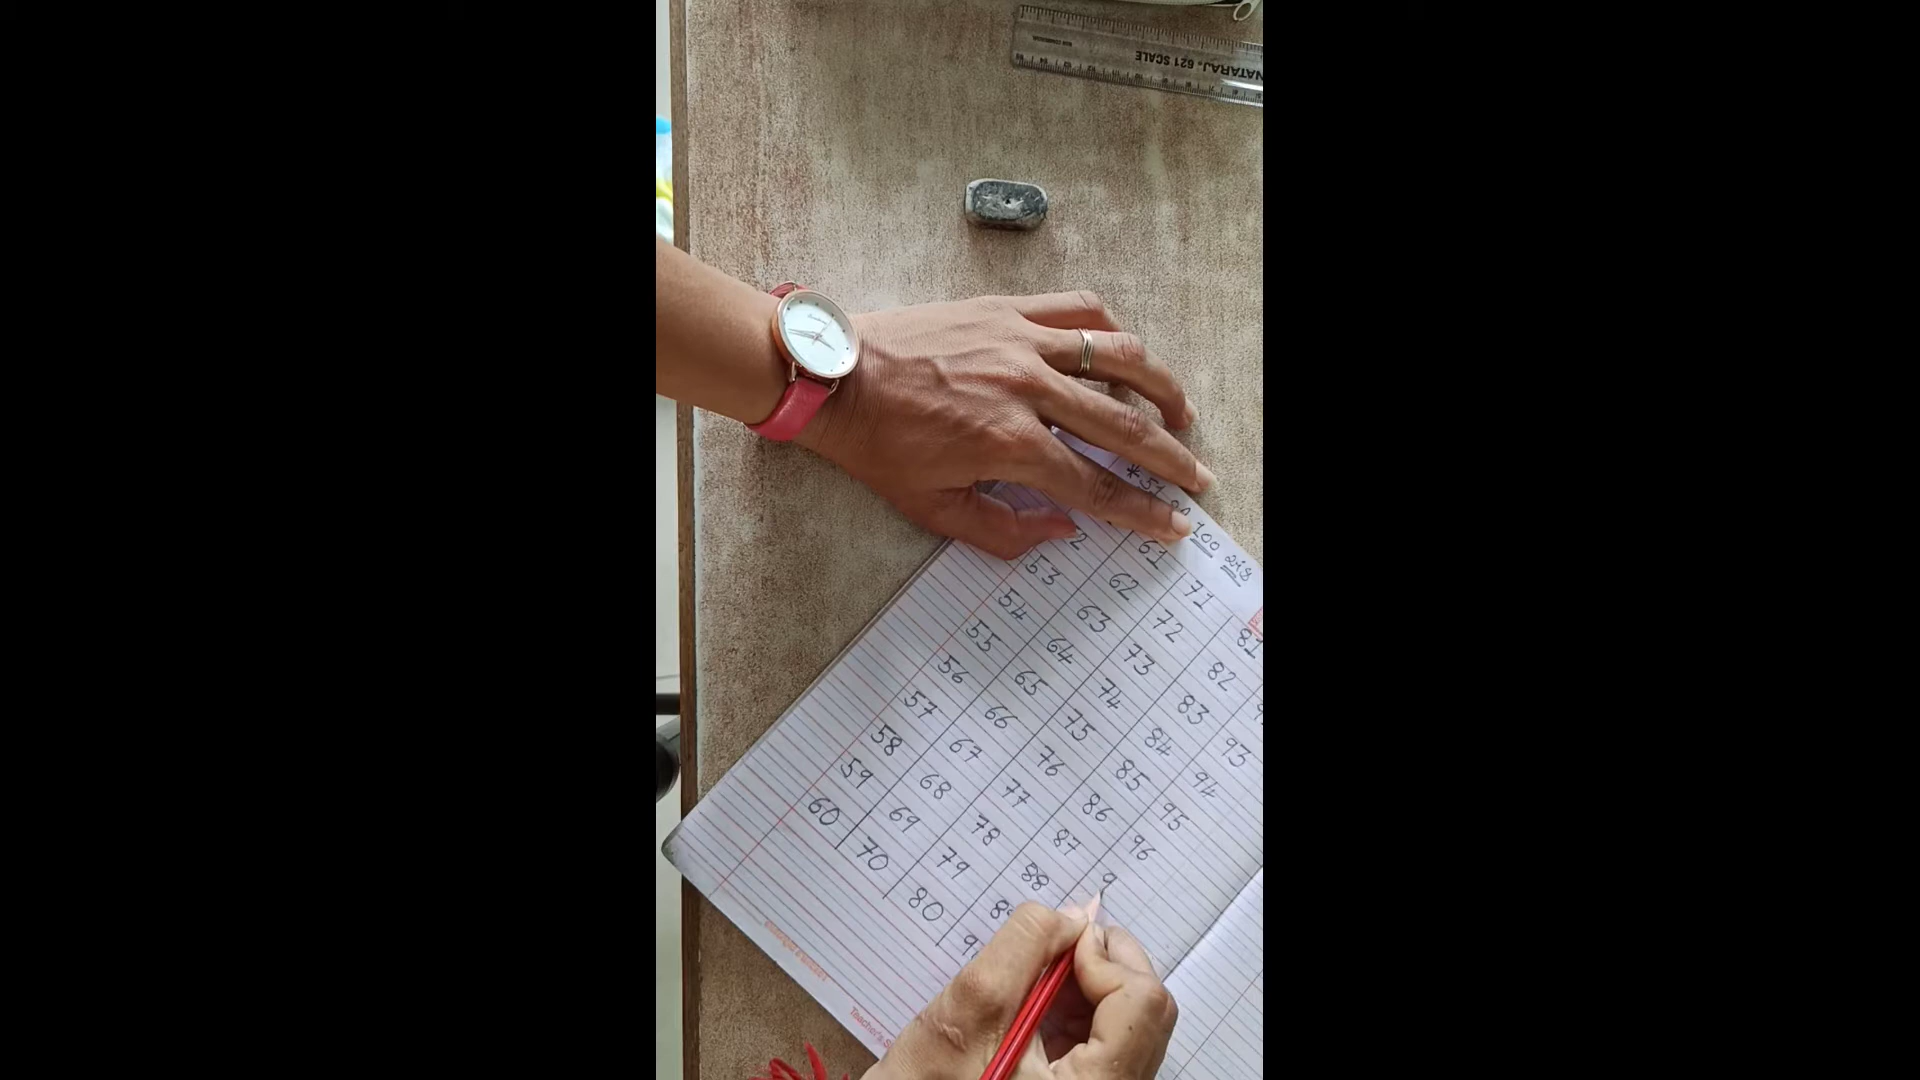 NATARAJ 621 SCALE
* 51
100
61 71 81
62 72 82
53 63 73 83 93
54 64 74 84 94
55 65 75 85 95
56 66 76 86 96
57 67 77 87 9
58 68 78 88
59 69 79
60 70 80